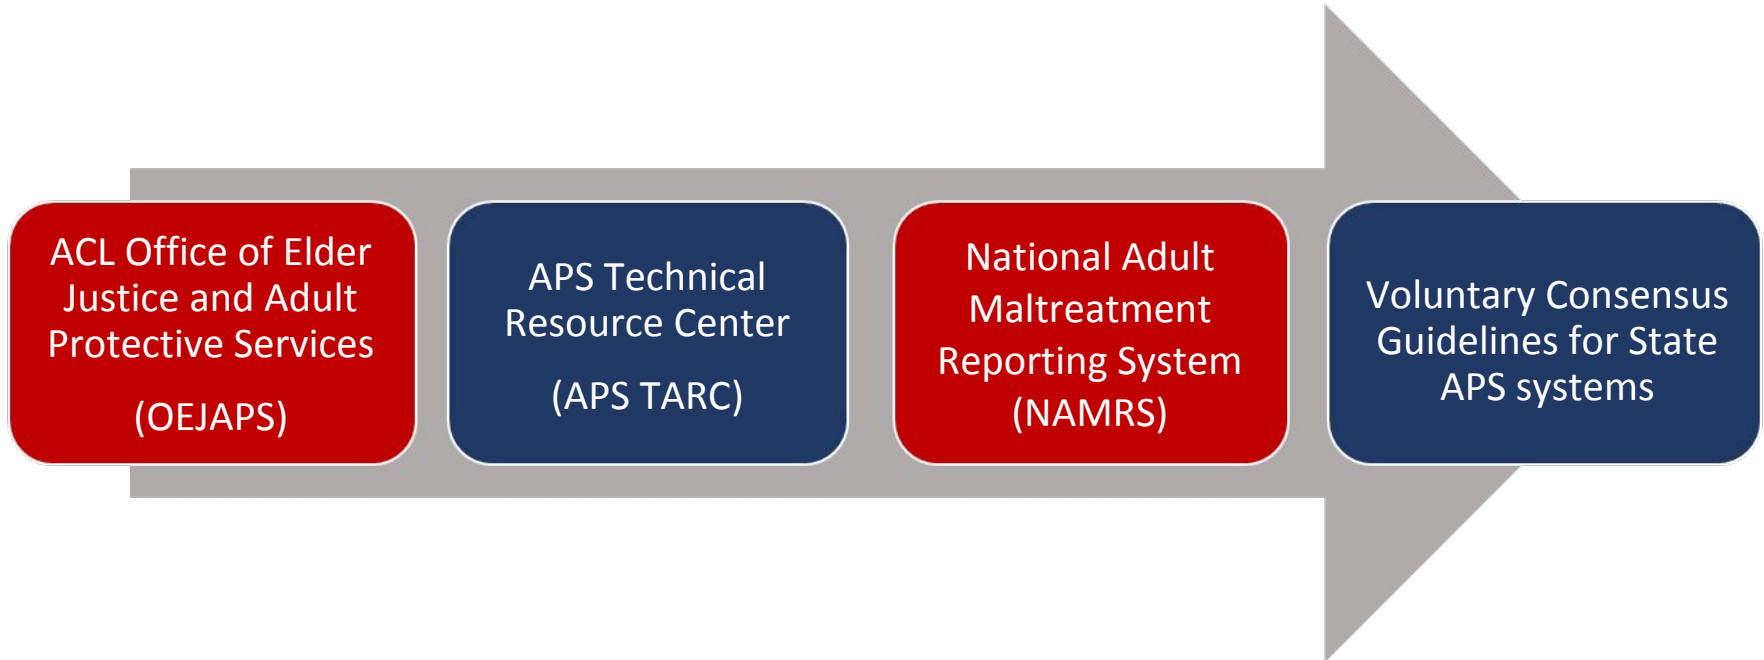 ACL Office of Elder
Justice and Adult
Protective Services
(OEJAPS)
APS Technical
Resource Center
(APS TARC)
National Adult
Maltreatment
Reporting System
(NAMRS)
Voluntary Consensus
Guidelines for State
APS systems